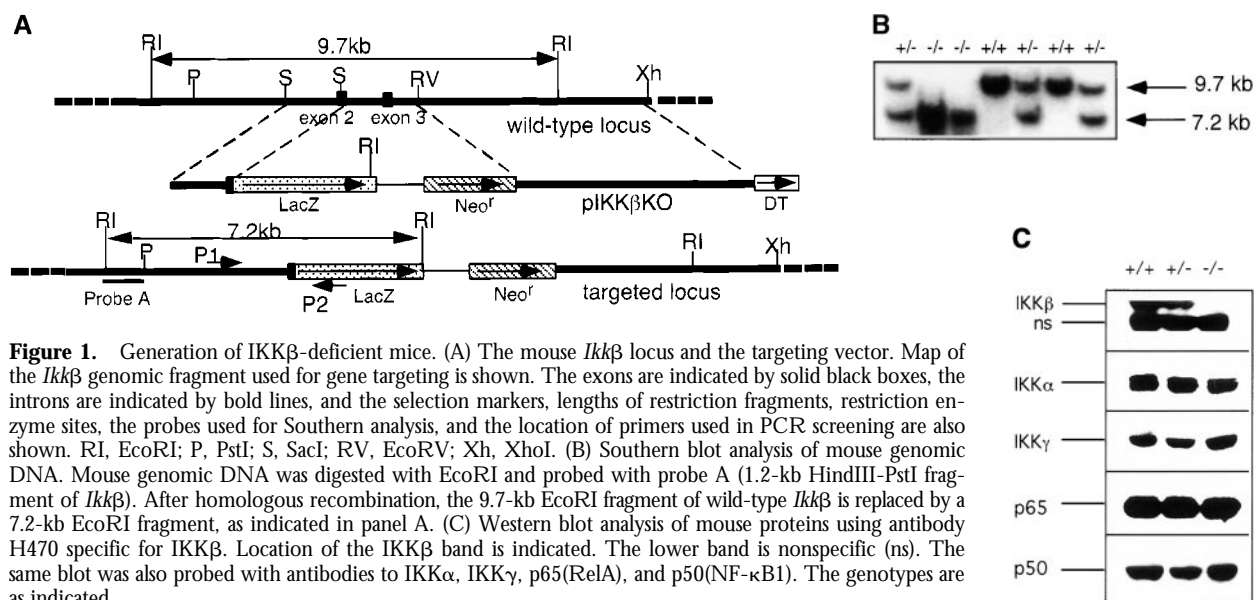 A
RI
9.7kb
RI
P
S
S
RV
Xh
exon 2
exon 3
wild-type locus
RI
LacZ
Neor
pIKKβKO
DT
RI
7.2kb
RI
P
P1
RI
Xh
Probe A
P2
LacZ
Neor
targeted locus
B
+/- -/- -/- +/+ +/- +/+ +/-
9.7 kb
7.2 kb
C
+/+ +/- -/-
IKKβ
ns
IKKα
IKKγ
p65
p50
Figure 1. Generation of IKKβ-deficient mice. (A) The mouse Ikkβ locus and the targeting vector. Map of
the Ikkβ genomic fragment used for gene targeting is shown. The exons are indicated by solid black boxes, the
introns are indicated by bold lines, and the selection markers, lengths of restriction fragments, restriction en-
zyme sites, the probes used for Southern analysis, and the location of primers used in PCR screening are also
shown. RI, EcoRI; P, PstI; S, SacI; RV, EcoRV; Xh, XhoI. (B) Southern blot analysis of mouse genomic
DNA. Mouse genomic DNA was digested with EcoRI and probed with probe A (1.2-kb HindIII-PstI frag-
ment of Ikkβ). After homologous recombination, the 9.7-kb EcoRI fragment of wild-type Ikkβ is replaced by a
7.2-kb EcoRI fragment, as indicated in panel A. (C) Western blot analysis of mouse proteins using antibody
H470 specific for IKKβ. Location of the IKKβ band is indicated. The lower band is nonspecific (ns). The
same blot was also probed with antibodies to IKKα, IKKγ, p65(RelA), and p50(NF-κB1). The genotypes are
as indicated.